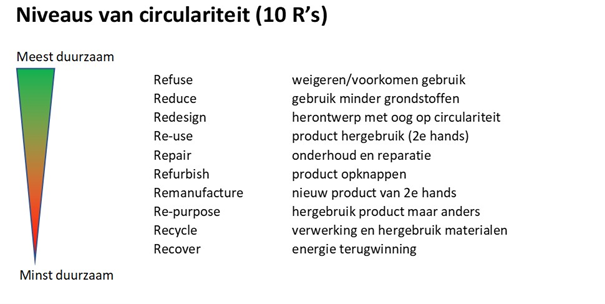 Niveaus van circulariteit (10 R’s)
Meest duurzaam
Refuse weigeren/voorkomen gebruik
Reduce gebruik minder grondstoffen
Redesign herontwerp met oog op circulariteit
Re-use product hergebruik (2e hands)
Repair onderhoud en reparatie
Refurbish product opknappen
Remanufacture nieuw product van 2e hands
Re-purpose hergebruik product maar anders
Recycle verwerking en hergebruik materialen
Recover energie terugwinning
Minst duurzaam